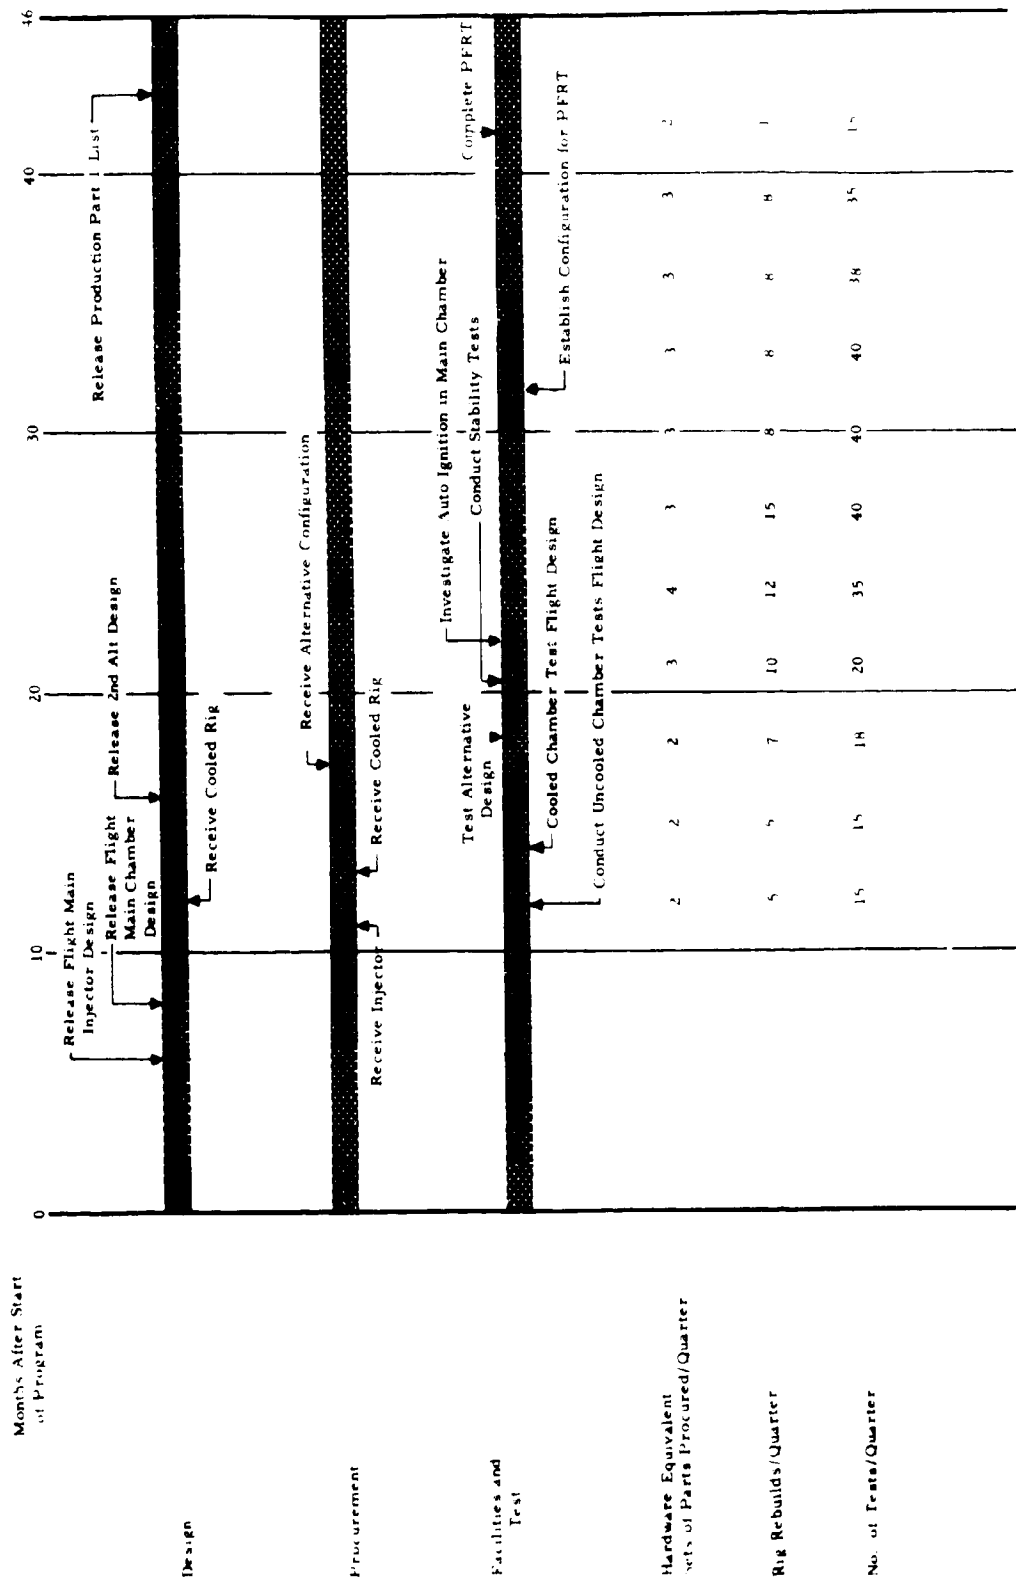 Months After Start
of Program
0
10
20
30
40
46
Design
Release Flight Main
Injector Design
Release Flight
Main Chamber
Design
Release 2nd Alt Design
Receive Cooled Rig
Release Production Part List
Procurement
Receive Injector
Receive Cooled Rig
Receive Alternative Configuration
Facilities and
Test
Test Alternative
Design
Investigate Auto Ignition in Main Chamber
Conduct Stability Tests
Complete PFRT
Cooled Chamber Test Flight Design
Conduct Uncooled Chamber Tests Flight Design
Establish Configuration for PFRT
Hardware Equivalent
Sets of Parts Procured/Quarter
2 2 2 3 4 3 3 3 3 3 2
Rig Rebuilds/Quarter
5 5 7 10 12 15 8 8 8 8 1
No. of Tests/Quarter
15 15 18 20 35 40 40 40 38 35 15